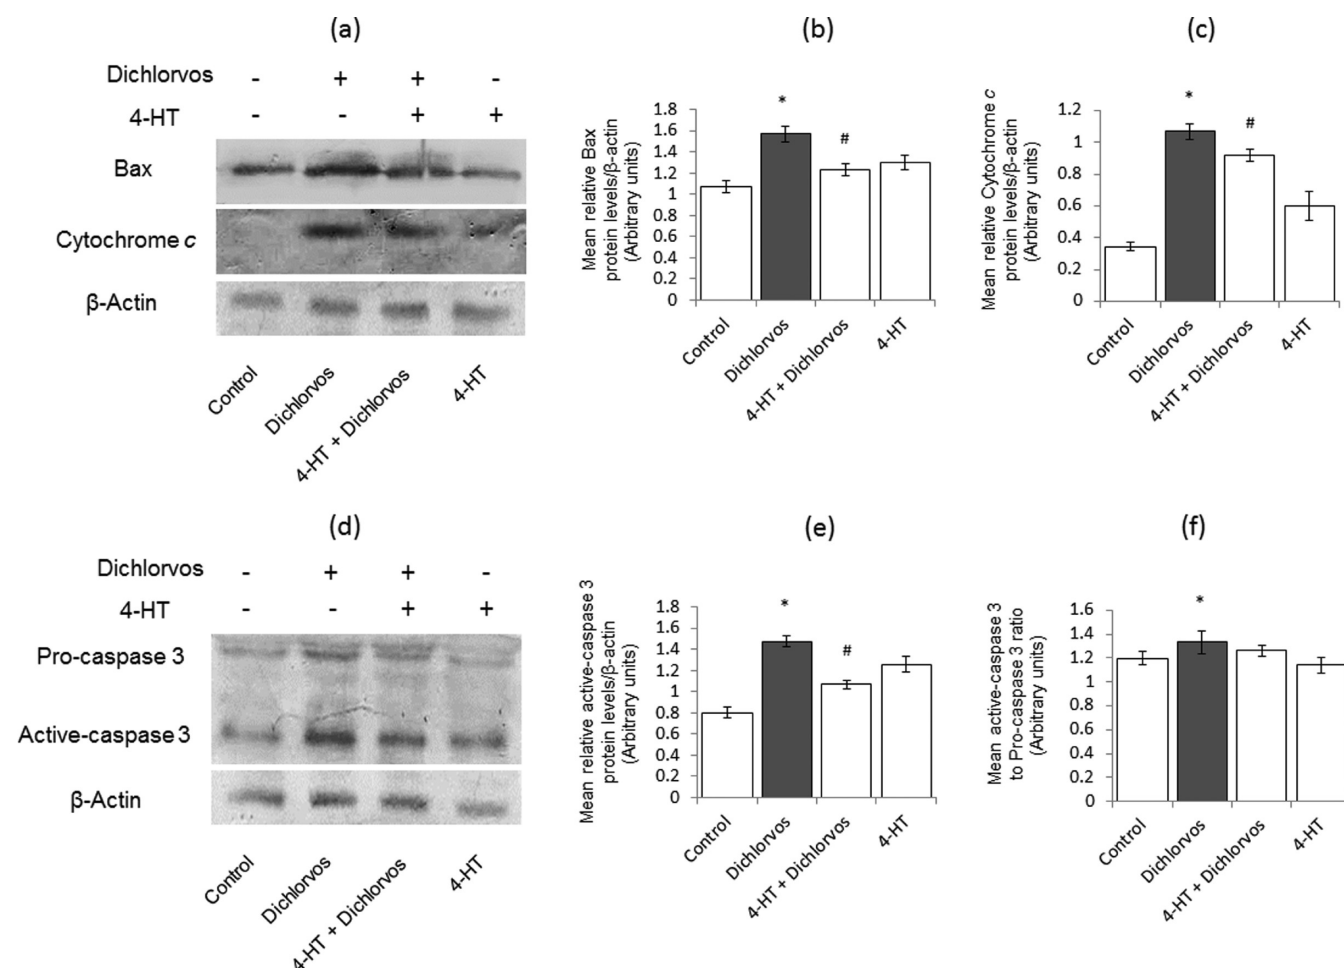 (a)
Dichlorvos - + + -
4-HT - - + +
Bax
Cytochrome c
β-Actin
Control
Dichlorvos
4-HT + Dichlorvos
4-HT
(b)
Mean relative Bax
protein levels/β-actin
(Arbitrary units)
1.8
1.6
1.4
1.2
1
0.8
0.6
0.4
0.2
0
*
#
Control
Dichlorvos
4-HT + Dichlorvos
4-HT
(c)
Mean relative Cytochrome c
protein levels/β-actin
(Arbitrary units)
1.2
1
0.8
0.6
0.4
0.2
0
*
#
Control
Dichlorvos
4-HT + Dichlorvos
4-HT
(d)
Dichlorvos - + + -
4-HT - - + +
Pro-caspase 3
Active-caspase 3
β-Actin
Control
Dichlorvos
4-HT + Dichlorvos
4-HT
(e)
Mean relative active-caspase 3
protein levels/β-actin
(Arbitrary units)
1.8
1.6
1.4
1.2
1
0.8
0.6
0.4
0.2
0
*
#
Control
Dichlorvos
4-HT + Dichlorvos
4-HT
(f)
Mean active-caspase 3
to Pro-caspase 3 ratio
(Arbitrary units)
1.6
1.4
1.2
1
0.8
0.6
0.4
0.2
0
*
Control
Dichlorvos
4-HT + Dichlorvos
4-HT